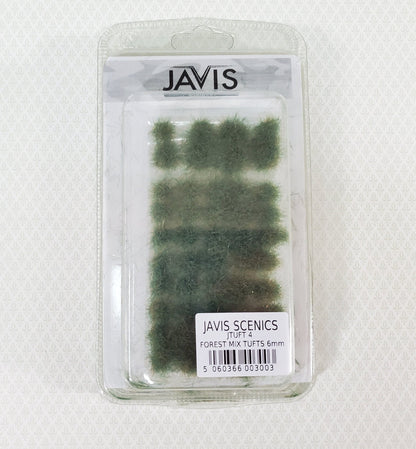 JAVIS
JAVIS SCENICS
JTUFT 4
FOREST MIX TUFTS 6mm
5 060366 003003